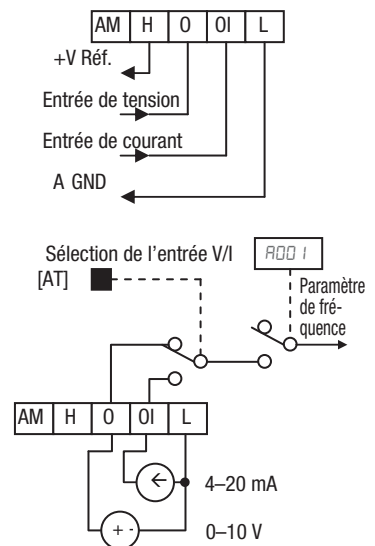 AM H O OI L
+V Réf.
Entrée de tension
Entrée de courant
A GND
Sélection de l'entrée V/I
A001
[AT]
Paramètre
de fré-
quence
AM H O OI L
4–20 mA
+ -
0–10 V